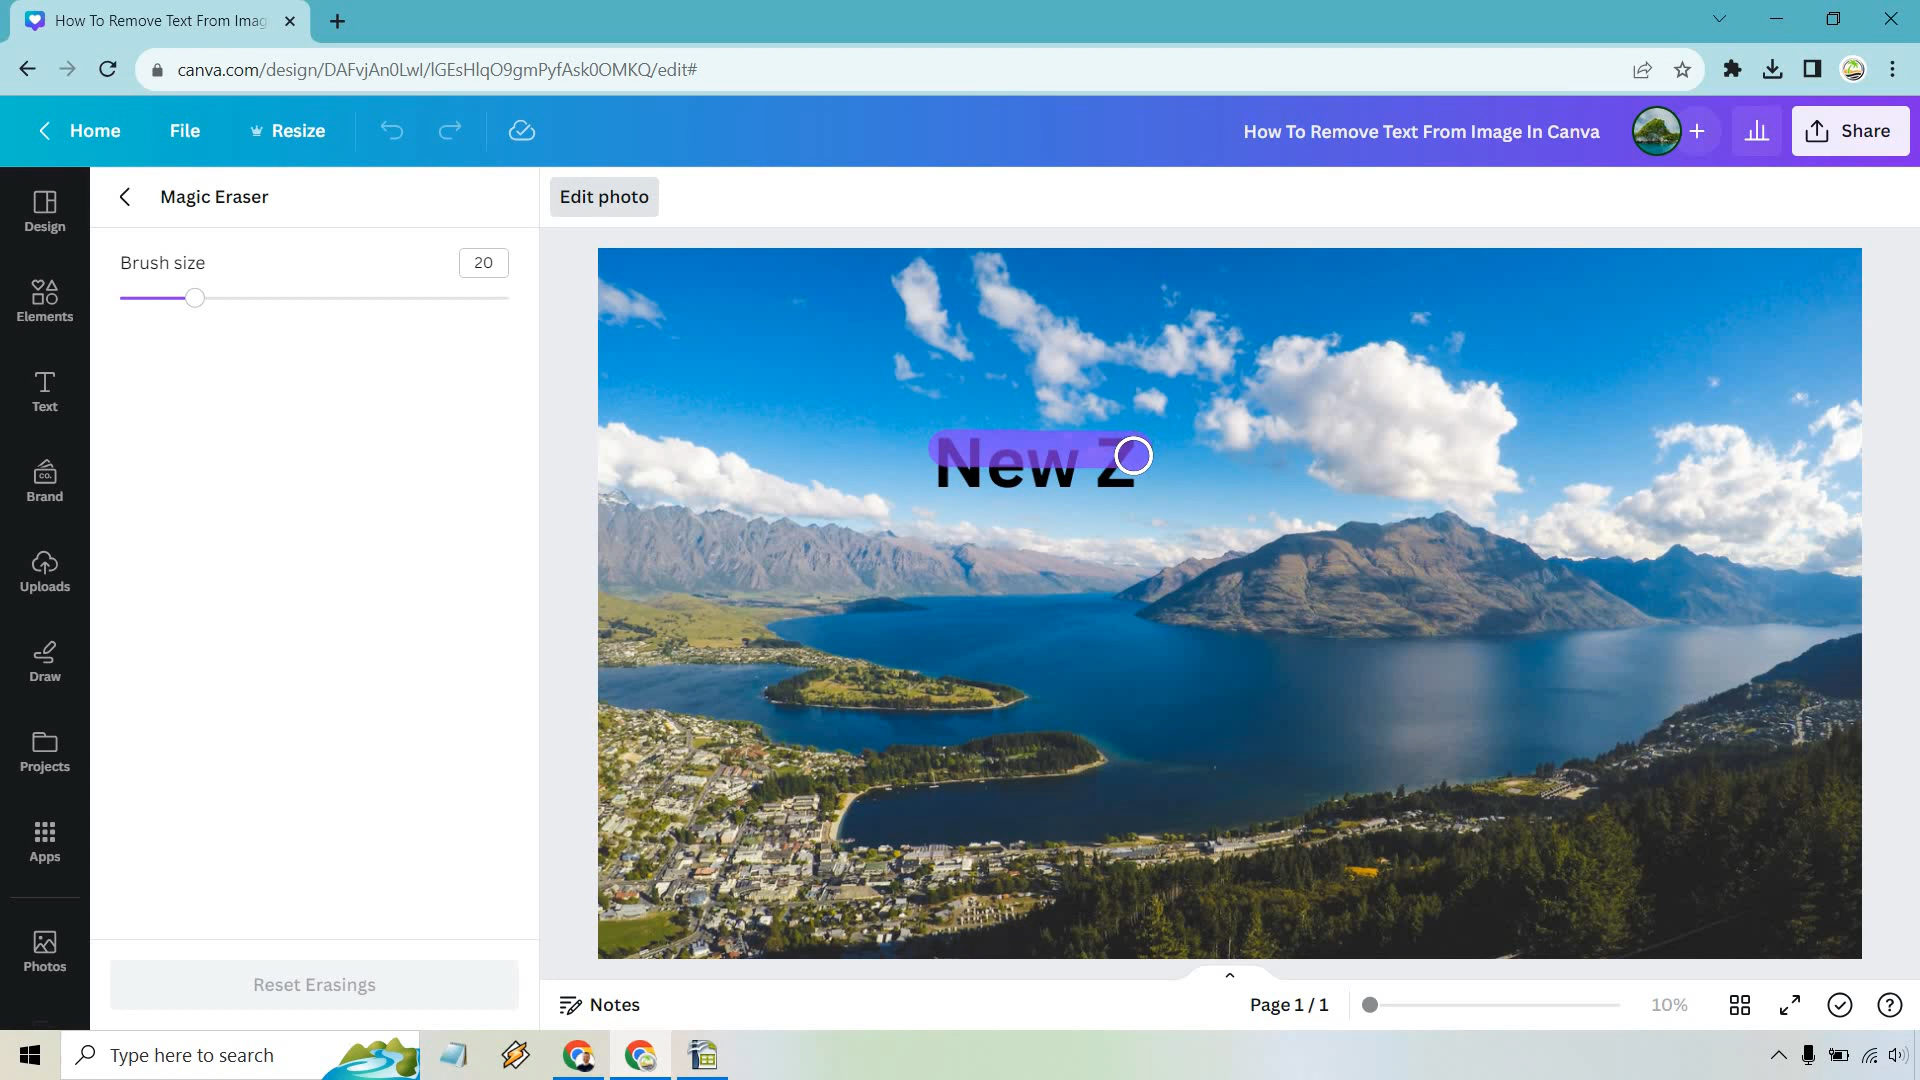 How To Remove Text From Imag
canva.com/design/DAFvjAn0LwI/lGEsHlqO9gmPyfAsk0OMKQ/edit#
Home
File
Resize
How To Remove Text From Image In Canva
Share
Design
Elements
Text
CO.
Brand
Uploads
Draw
Projects
Apps
Photos
Magic Eraser
Brush size
20
Reset Erasings
Edit photo
New Z
Notes
Page 1 / 1
10%
Type here to search